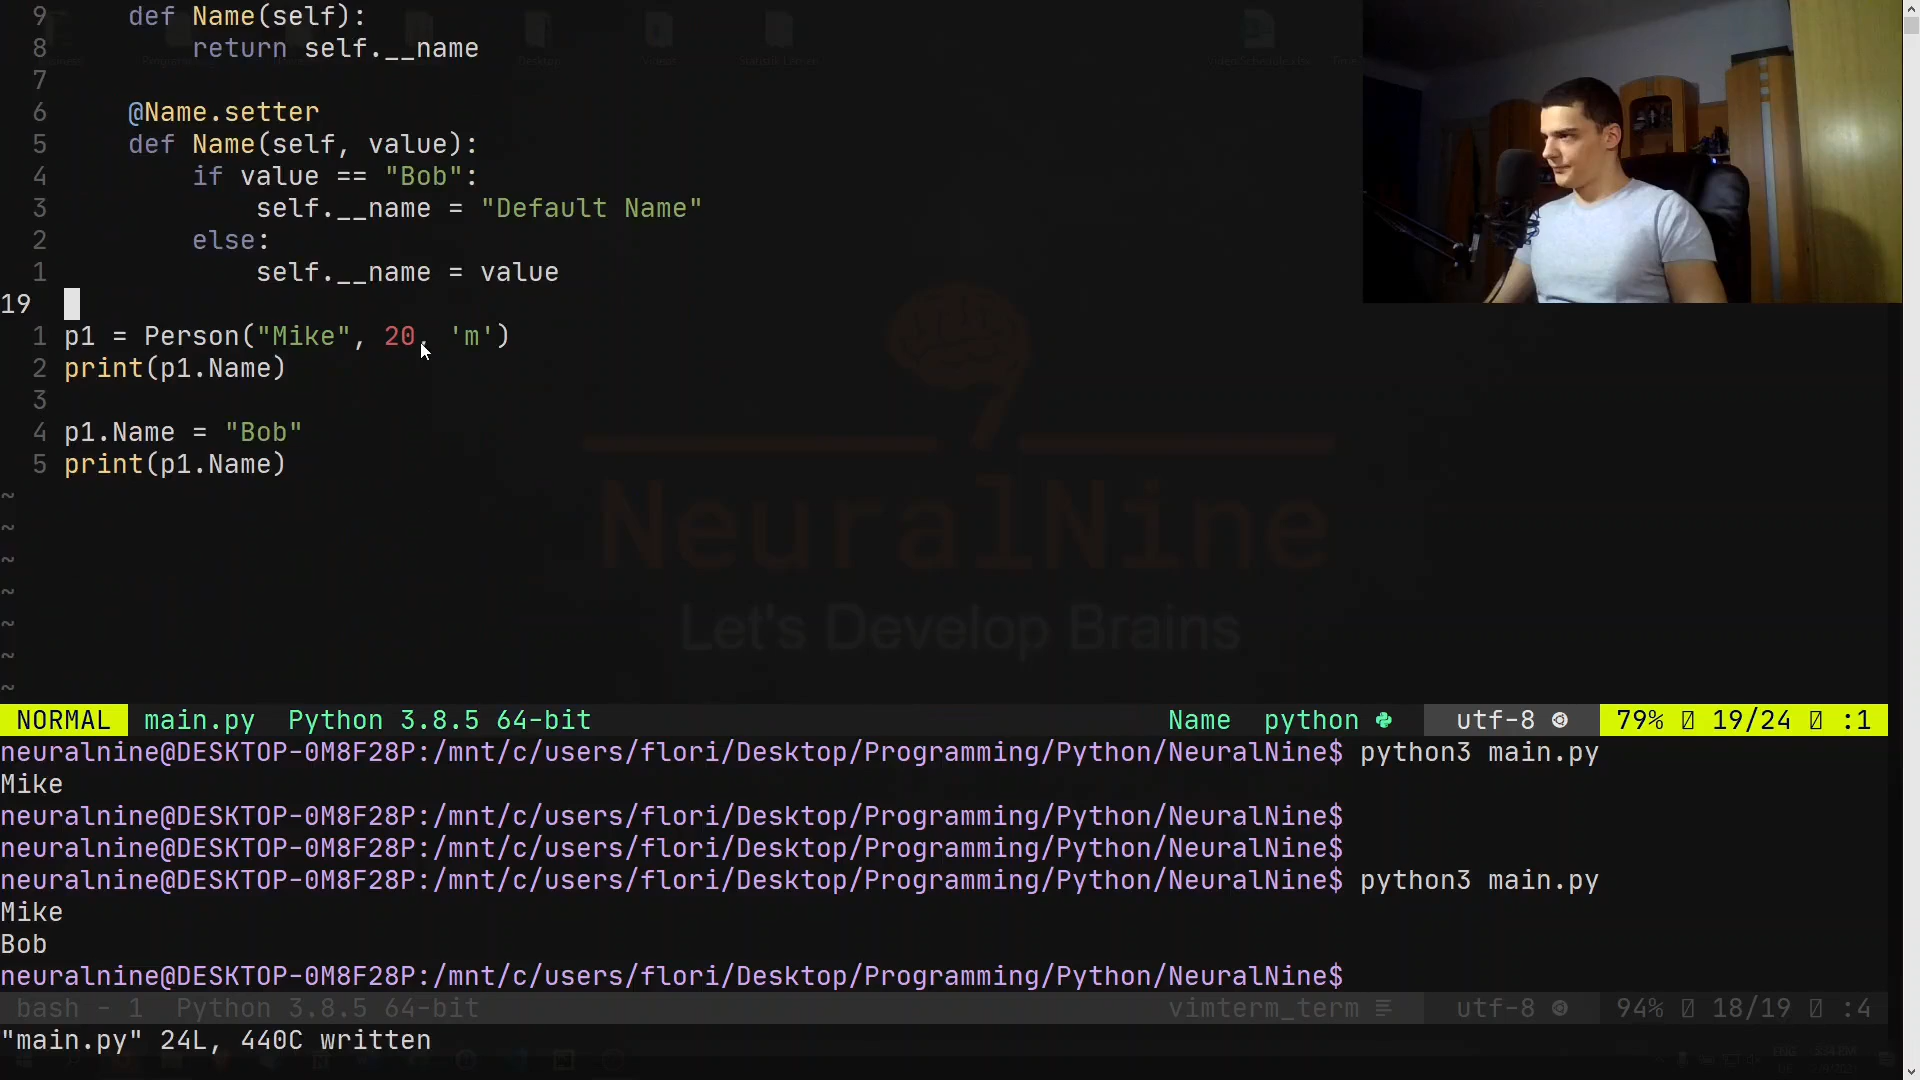 9 def Name(self):
8 return self.__name
7
6 @Name.setter
5 def Name(self, value):
4 if value == "Bob":
3 self.__name = "Default Name"
2 else:
1 self.__name = value
19
1 p1 = Person("Mike", 20, 'm')
2 print(p1.Name)
3
4 p1.Name = "Bob"
5 print(p1.Name)
~
~
~
~
~
~
~
NeuralNine
Let's Develop Brains
NORMAL main.py Python 3.8.5 64-bit Name python utf-8 79% 19/24 :1
neuralnine@DESKTOP-0M8F28P:/mnt/c/users/flori/Desktop/Programming/Python/NeuralNine$ python3 main.py
Mike
neuralnine@DESKTOP-0M8F28P:/mnt/c/users/flori/Desktop/Programming/Python/NeuralNine$
neuralnine@DESKTOP-0M8F28P:/mnt/c/users/flori/Desktop/Programming/Python/NeuralNine$
neuralnine@DESKTOP-0M8F28P:/mnt/c/users/flori/Desktop/Programming/Python/NeuralNine$ python3 main.py
Mike
Bob
neuralnine@DESKTOP-0M8F28P:/mnt/c/users/flori/Desktop/Programming/Python/NeuralNine$
bash - 1 Python 3.8.5 64-bit vimterm_term utf-8 94% 18/19 :4
"main.py" 24L, 440C written